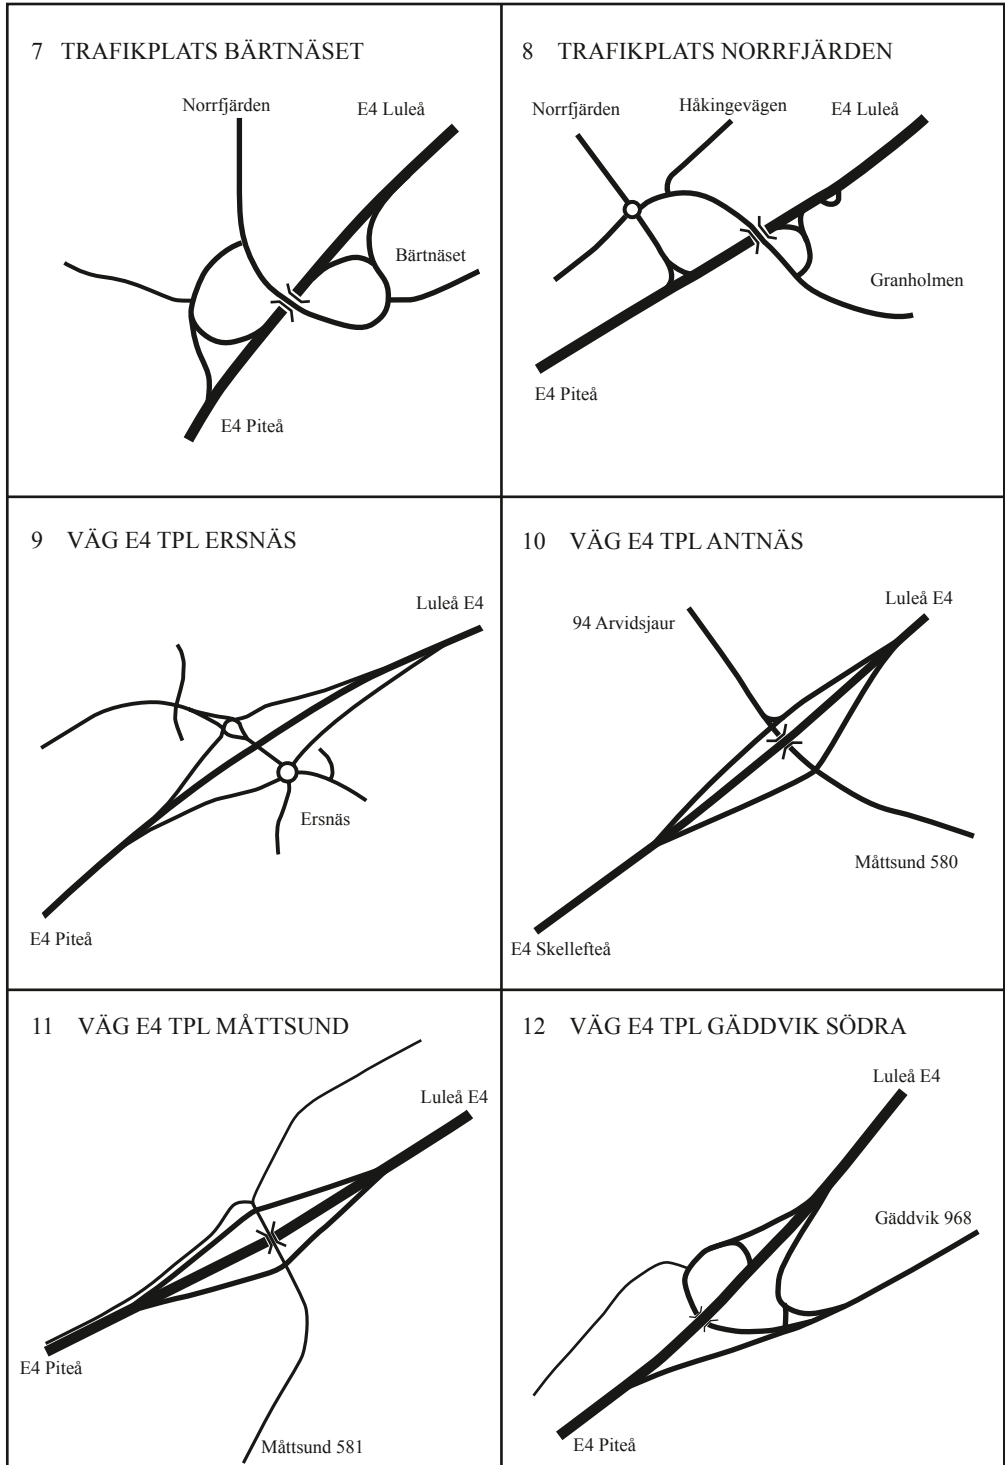 7 TRAFIKPLATS BÄRTNÄSET
Norrfjärden
E4 Luleå
Bärtnäset
E4 Piteå
8 TRAFIKPLATS NORRFJÄRDEN
Norrfjärden
Håkingevägen
E4 Luleå
Granholmen
E4 Piteå
9 VÄG E4 TPL ERSNÄS
Luleå E4
Ersnäs
E4 Piteå
10 VÄG E4 TPL ANTNÄS
94 Arvidsjaur
Luleå E4
Måttsund 580
E4 Skellefteå
11 VÄG E4 TPL MÅTTSUND
Luleå E4
E4 Piteå
Måttsund 581
12 VÄG E4 TPL GÄDDVIK SÖDRA
Luleå E4
Gäddvik 968
E4 Piteå